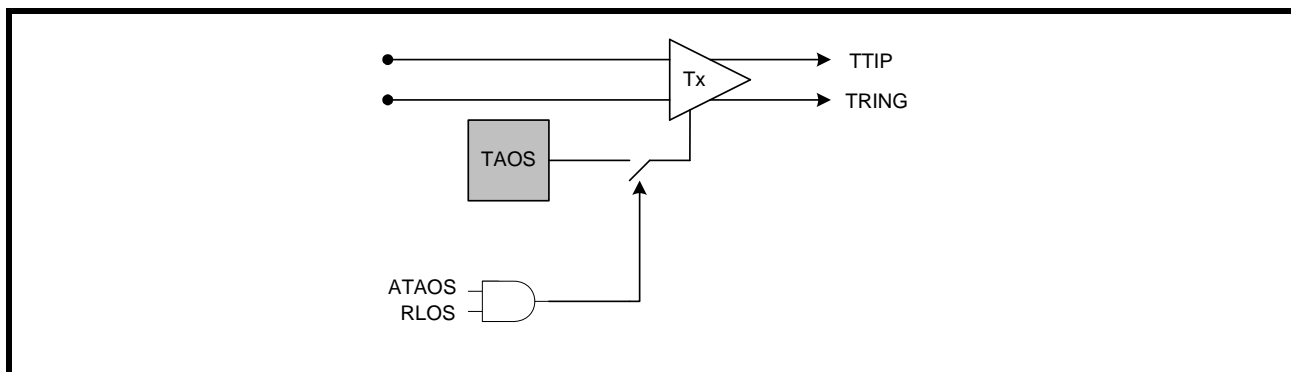 TTIP
Tx
TRING
TAOS
ATAOS
RLOS